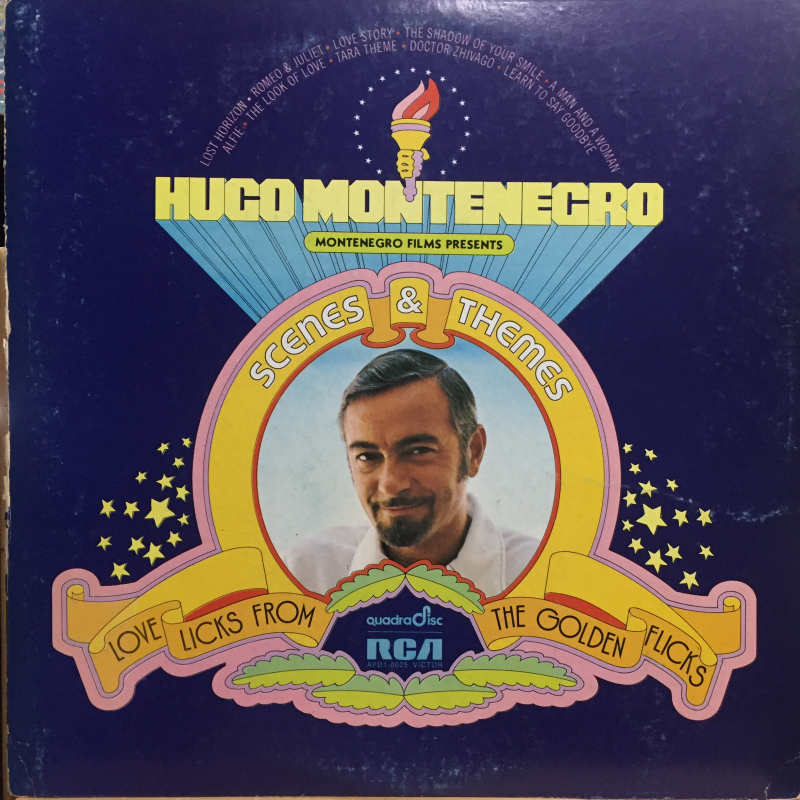 LOST HORIZON • ROMEO & JULIET • LOVE STORY • THE SHADOW OF YOUR SMILE • A MAN AND A WOMAN
ALFIE • THE LOOK OF LOVE • TARA THEME • DOCTOR ZHIVAGO • LEARN TO SAY GOODBYE
HUGO MONTENEGRO
MONTENEGRO FILMS PRESENTS
SCENES & THEMES
LOVE LICKS FROM THE GOLDEN FLICKS
quadradisc
RCA
APD1-0025 VICTOR